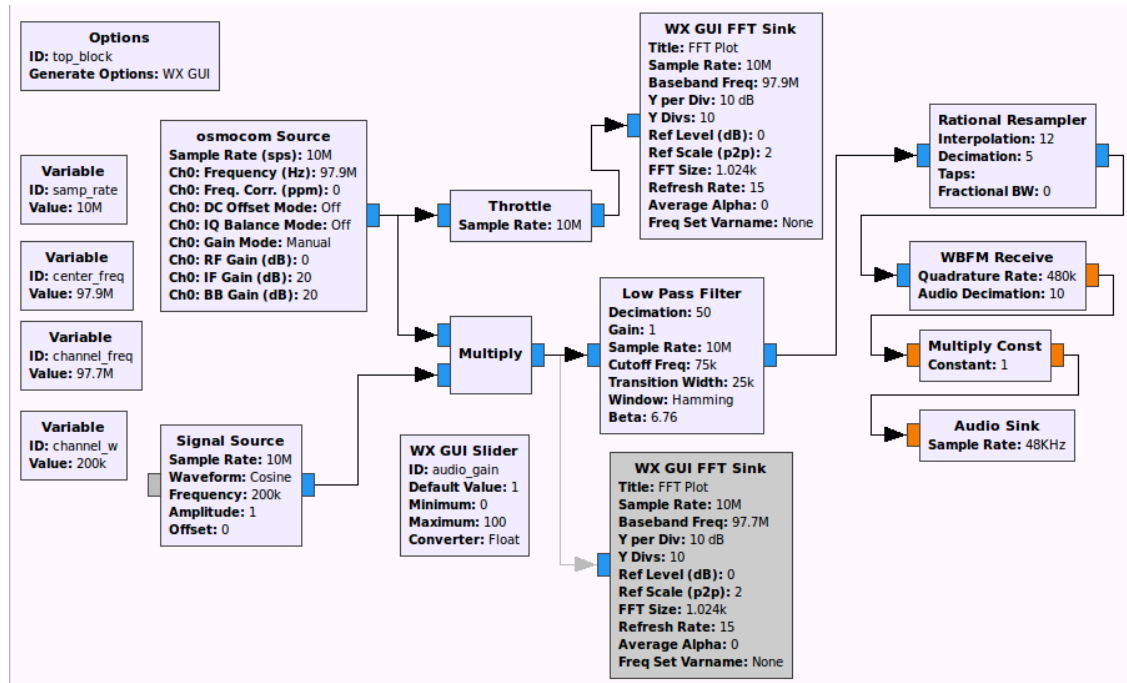 Options
ID: top_block
Generate Options: WX GUI
Variable
ID: samp_rate
Value: 10M
Variable
ID: center_freq
Value: 97.9M
Variable
ID: channel_freq
Value: 97.7M
Variable
ID: channel_w
Value: 200k
osmocom Source
Sample Rate (sps): 10M
Ch0: Frequency (Hz): 97.9M
Ch0: Freq. Corr. (ppm): 0
Ch0: DC Offset Mode: Off
Ch0: IQ Balance Mode: Off
Ch0: Gain Mode: Manual
Ch0: RF Gain (dB): 0
Ch0: IF Gain (dB): 20
Ch0: BB Gain (dB): 20
Signal Source
Sample Rate: 10M
Waveform: Cosine
Frequency: 200k
Amplitude: 1
Offset: 0
Throttle
Sample Rate: 10M
Multiply
WX GUI Slider
ID: audio_gain
Default Value: 1
Minimum: 0
Maximum: 100
Converter: Float
WX GUI FFT Sink
Title: FFT Plot
Sample Rate: 10M
Baseband Freq: 97.9M
Y per Div: 10 dB
Y Divs: 10
Ref Level (dB): 0
Ref Scale (p2p): 2
FFT Size: 1.024k
Refresh Rate: 15
Average Alpha: 0
Freq Set Varname: None
Low Pass Filter
Decimation: 50
Gain: 1
Sample Rate: 10M
Cutoff Freq: 75k
Transition Width: 25k
Window: Hamming
Beta: 6.76
WX GUI FFT Sink
Title: FFT Plot
Sample Rate: 10M
Baseband Freq: 97.7M
Y per Div: 10 dB
Y Divs: 10
Ref Level (dB): 0
Ref Scale (p2p): 2
FFT Size: 1.024k
Refresh Rate: 15
Average Alpha: 0
Freq Set Varname: None
Rational Resampler
Interpolation: 12
Decimation: 5
Taps:
Fractional BW: 0
WBFM Receive
Quadrature Rate: 480k
Audio Decimation: 10
Multiply Const
Constant: 1
Audio Sink
Sample Rate: 48KHz